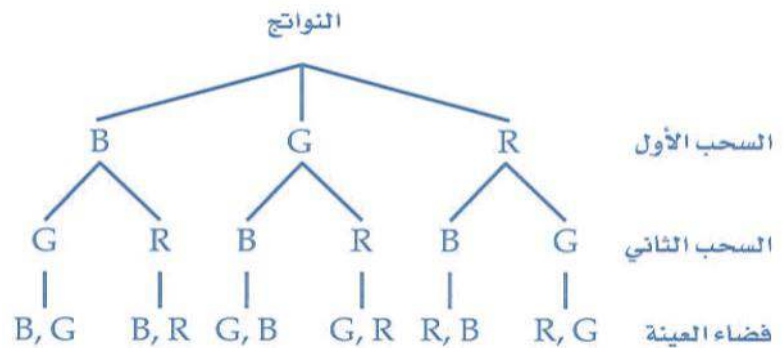 النواتج
السحب الأول R G B
السحب الثاني G B R B R G
فضاء العينة R, G R, B G, R G, B B, R B, G